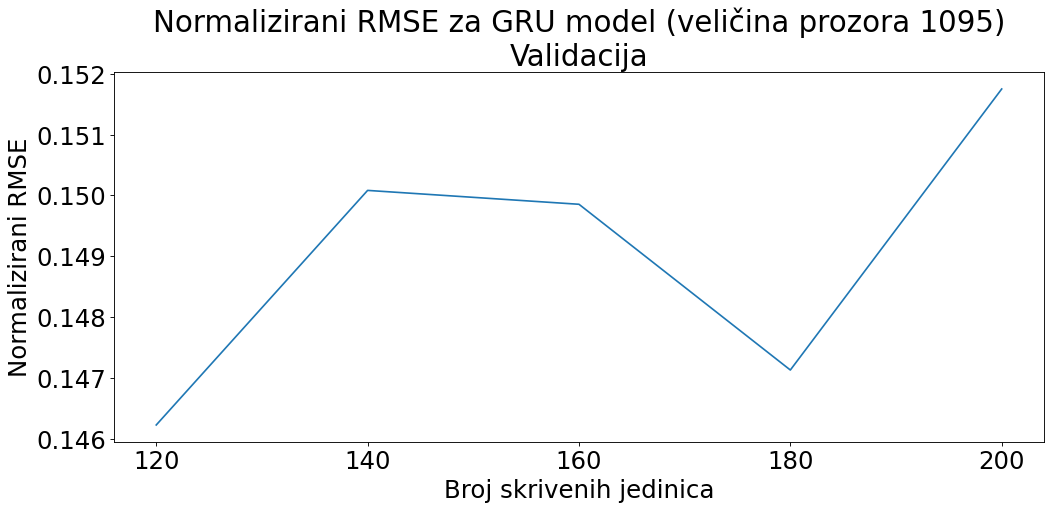 Normalizirani RMSE za GRU model (veličina prozora 1095)
Validacija
0.152
0.151
0.150
0.149
0.148
0.147
0.146
Normalizirani RMSE
120 140 160 180 200
Broj skrivenih jedinica